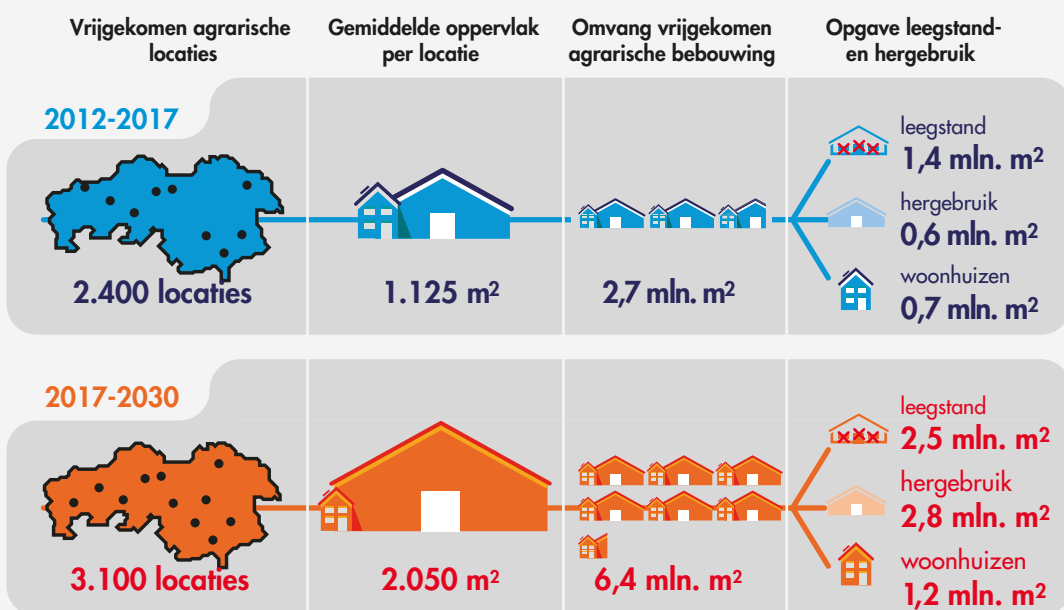 Vrijgekomen agrarische
locaties
Gemiddelde oppervlak
per locatie
Omvang vrijgekomen
agrarische bebouwing
Opgave leegstand-
en hergebruik
2012-2017
2.400 locaties
1.125 m²
2,7 mln. m²
leegstand
1,4 mln. m²
hergebruik
0,6 mln. m²
woonhuizen
0,7 mln. m²
2017-2030
3.100 locaties
2.050 m²
6,4 mln. m²
leegstand
2,5 mln. m²
hergebruik
2,8 mln. m²
woonhuizen
1,2 mln. m²